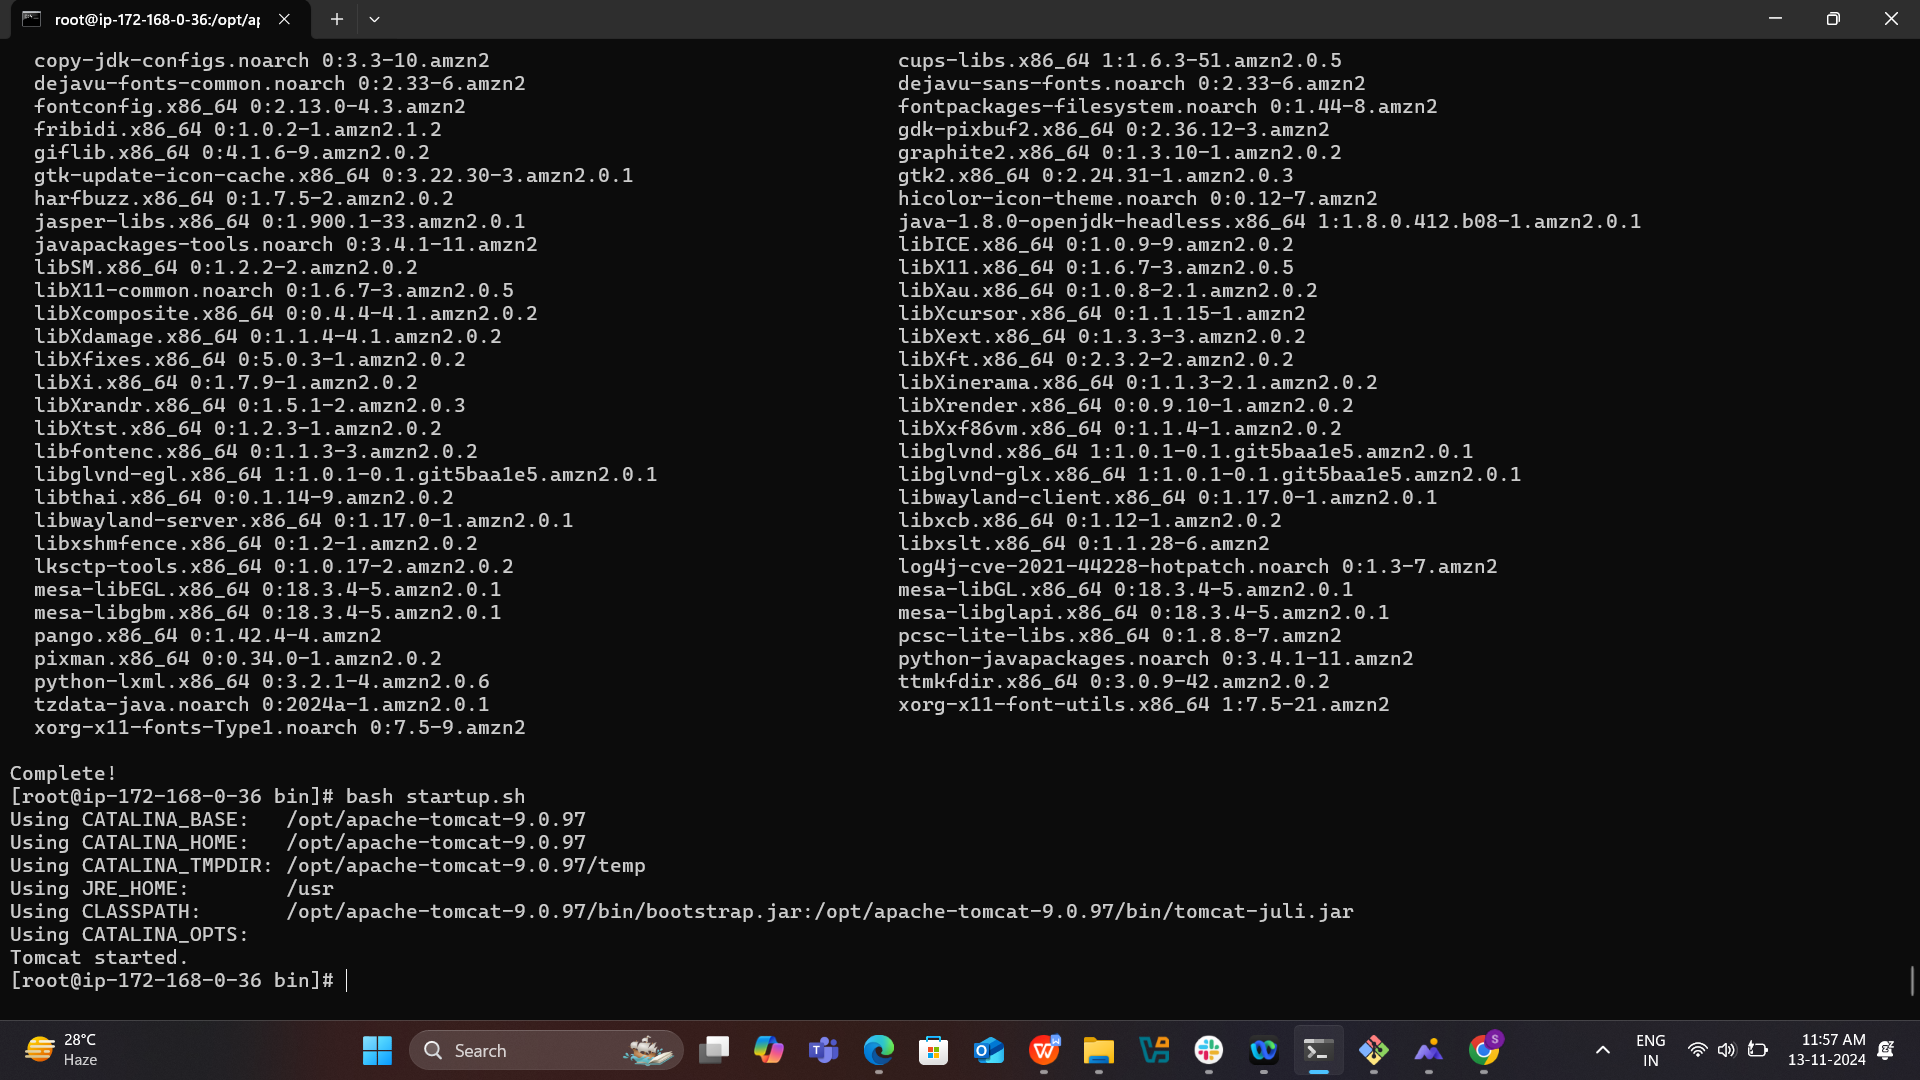 root@ip-172-168-0-36:/opt/ap
copy-jdk-configs.noarch 0:3.3-10.amzn2 cups-libs.x86_64 1:1.6.3-51.amzn2.0.5
dejavu-fonts-common.noarch 0:2.33-6.amzn2 dejavu-sans-fonts.noarch 0:2.33-6.amzn2
fontconfig.x86_64 0:2.13.0-4.3.amzn2 fontpackages-filesystem.noarch 0:1.44-8.amzn2
fribidi.x86_64 0:1.0.2-1.amzn2.1.2 gdk-pixbuf2.x86_64 0:2.36.12-3.amzn2
giflib.x86_64 0:4.1.6-9.amzn2.0.2 graphite2.x86_64 0:1.3.10-1.amzn2.0.2
gtk-update-icon-cache.x86_64 0:3.22.30-3.amzn2.0.1 gtk2.x86_64 0:2.24.31-1.amzn2.0.3
harfbuzz.x86_64 0:1.7.5-2.amzn2.0.2 hicolor-icon-theme.noarch 0:0.12-7.amzn2
jasper-libs.x86_64 0:1.900.1-33.amzn2.0.1 java-1.8.0-openjdk-headless.x86_64 1:1.8.0.412.b08-1.amzn2.0.1
javapackages-tools.noarch 0:3.4.1-11.amzn2 libICE.x86_64 0:1.0.9-9.amzn2.0.2
libSM.x86_64 0:1.2.2-2.amzn2.0.2 libX11.x86_64 0:1.6.7-3.amzn2.0.5
libX11-common.noarch 0:1.6.7-3.amzn2.0.5 libXau.x86_64 0:1.0.8-2.1.amzn2.0.2
libXcomposite.x86_64 0:0.4.4-4.1.amzn2.0.2 libXcursor.x86_64 0:1.1.15-1.amzn2
libXdamage.x86_64 0:1.1.4-4.1.amzn2.0.2 libXext.x86_64 0:1.3.3-3.amzn2.0.2
libXfixes.x86_64 0:5.0.3-1.amzn2.0.2 libXft.x86_64 0:2.3.2-2.amzn2.0.2
libXi.x86_64 0:1.7.9-1.amzn2.0.2 libXinerama.x86_64 0:1.1.3-2.1.amzn2.0.2
libXrandr.x86_64 0:1.5.1-2.amzn2.0.3 libXrender.x86_64 0:0.9.10-1.amzn2.0.2
libXtst.x86_64 0:1.2.3-1.amzn2.0.2 libXxf86vm.x86_64 0:1.1.4-1.amzn2.0.2
libfontenc.x86_64 0:1.1.3-3.amzn2.0.2 libglvnd.x86_64 1:1.0.1-0.1.git5baa1e5.amzn2.0.1
libglvnd-egl.x86_64 1:1.0.1-0.1.git5baa1e5.amzn2.0.1 libglvnd-glx.x86_64 1:1.0.1-0.1.git5baa1e5.amzn2.0.1
libthai.x86_64 0:0.1.14-9.amzn2.0.2 libwayland-client.x86_64 0:1.17.0-1.amzn2.0.1
libwayland-server.x86_64 0:1.17.0-1.amzn2.0.1 libxcb.x86_64 0:1.12-1.amzn2.0.2
libxshmfence.x86_64 0:1.2-1.amzn2.0.2 libxslt.x86_64 0:1.1.28-6.amzn2
lksctp-tools.x86_64 0:1.0.17-2.amzn2.0.2 log4j-cve-2021-44228-hotpatch.noarch 0:1.3-7.amzn2
mesa-libEGL.x86_64 0:18.3.4-5.amzn2.0.1 mesa-libGL.x86_64 0:18.3.4-5.amzn2.0.1
mesa-libgbm.x86_64 0:18.3.4-5.amzn2.0.1 mesa-libglapi.x86_64 0:18.3.4-5.amzn2.0.1
pango.x86_64 0:1.42.4-4.amzn2 pcsc-lite-libs.x86_64 0:1.8.8-7.amzn2
pixman.x86_64 0:0.34.0-1.amzn2.0.2 python-javapackages.noarch 0:3.4.1-11.amzn2
python-lxml.x86_64 0:3.2.1-4.amzn2.0.6 ttmkfdir.x86_64 0:3.0.9-42.amzn2.0.2
tzdata-java.noarch 0:2024a-1.amzn2.0.1 xorg-x11-font-utils.x86_64 1:7.5-21.amzn2
xorg-x11-fonts-Type1.noarch 0:7.5-9.amzn2
Complete!
[root@ip-172-168-0-36 bin]# bash startup.sh
Using CATALINA_BASE: /opt/apache-tomcat-9.0.97
Using CATALINA_HOME: /opt/apache-tomcat-9.0.97
Using CATALINA_TMPDIR: /opt/apache-tomcat-9.0.97/temp
Using JRE_HOME: /usr
Using CLASSPATH: /opt/apache-tomcat-9.0.97/bin/bootstrap.jar:/opt/apache-tomcat-9.0.97/bin/tomcat-juli.jar
Using CATALINA_OPTS:
Tomcat started.
[root@ip-172-168-0-36 bin]#
28°C
Haze
Search
S
ENG
IN
11:57 AM
13-11-2024